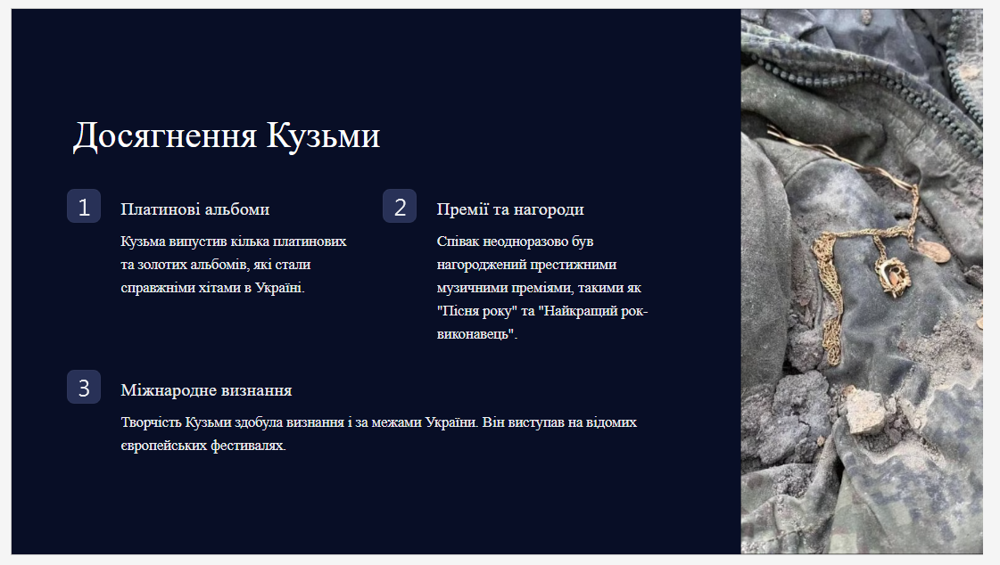 Досягнення Кузьми
1
Платинові альбоми
Кузьма випустив кілька платинових
та золотих альбомів, які стали
справжніми хітами в Україні.
2
Премії та нагороди
Співак неодноразово був
нагороджений престижними
музичними преміями, такими як
"Пісня року" та "Найкращий рок-
виконавець".
3
Міжнародне визнання
Творчість Кузьми здобула визнання і за межами України. Він виступав на відомих
європейських фестивалях.